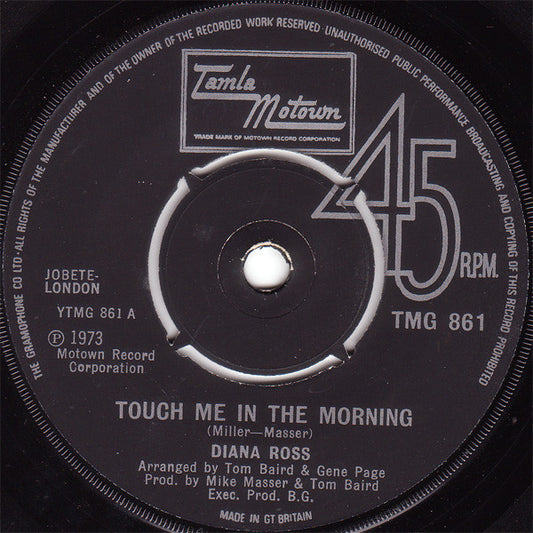 THE GRAMOPHONE CO LTD·ALL RIGHTS OF THE MANUFACTURER AND OF THE OWNER OF THE RECORDED WORK RESERVED UNAUTHORISED PUBLIC PERFORMANCE BROADCASTING AND COPYING OF THIS RECORD PROHIBITED
Tamla
Motown
TRADE MARK OF MOTOWN RECORD CORPORATION
45
R.P.M.
JOBETE-
LONDON
YTMG 861 A
TMG 861
Ⓟ 1973
Motown Record
Corporation
TOUCH ME IN THE MORNING
(Miller—Masser)
DIANA ROSS
Arranged by Tom Baird & Gene Page
Prod. by Mike Masser & Tom Baird
Exec. Prod. B.G.
MADE IN GT BRITAIN